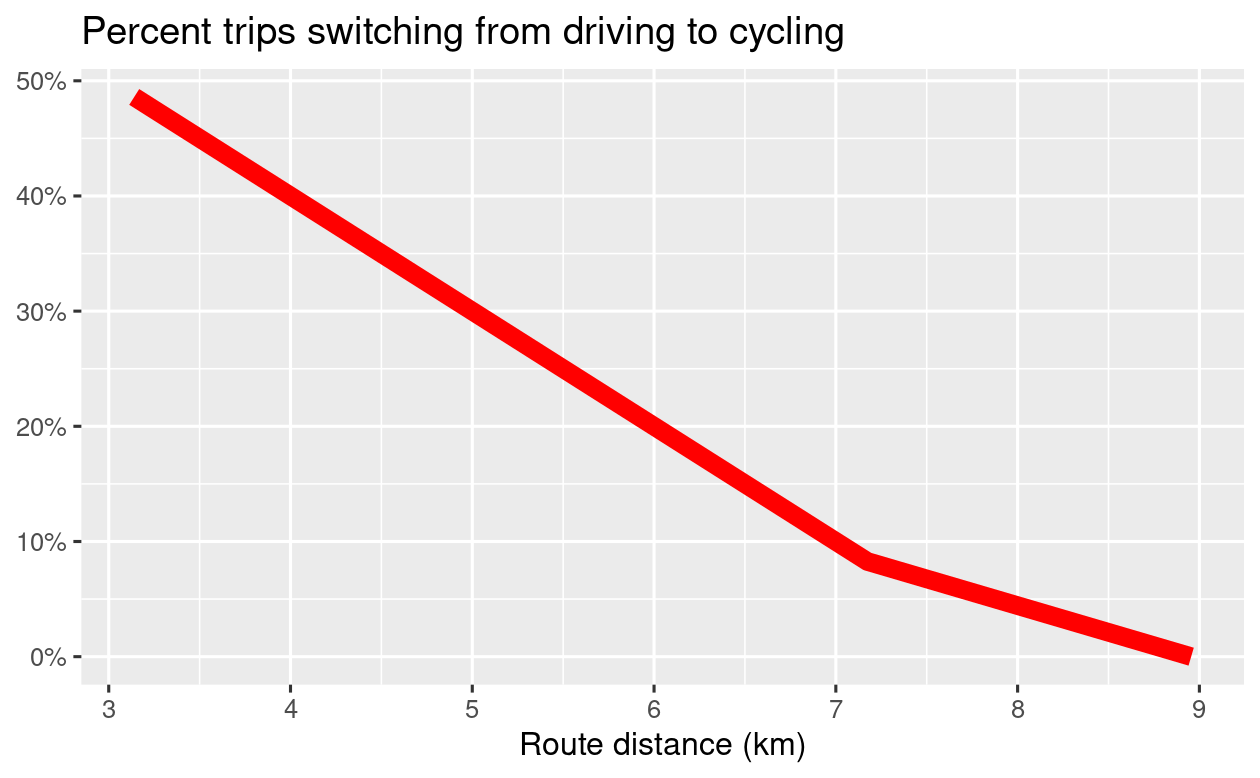 Percent trips switching from driving to cycling
50%
40%
30%
20%
10%
0%
3 4 5 6 7 8 9
Route distance (km)